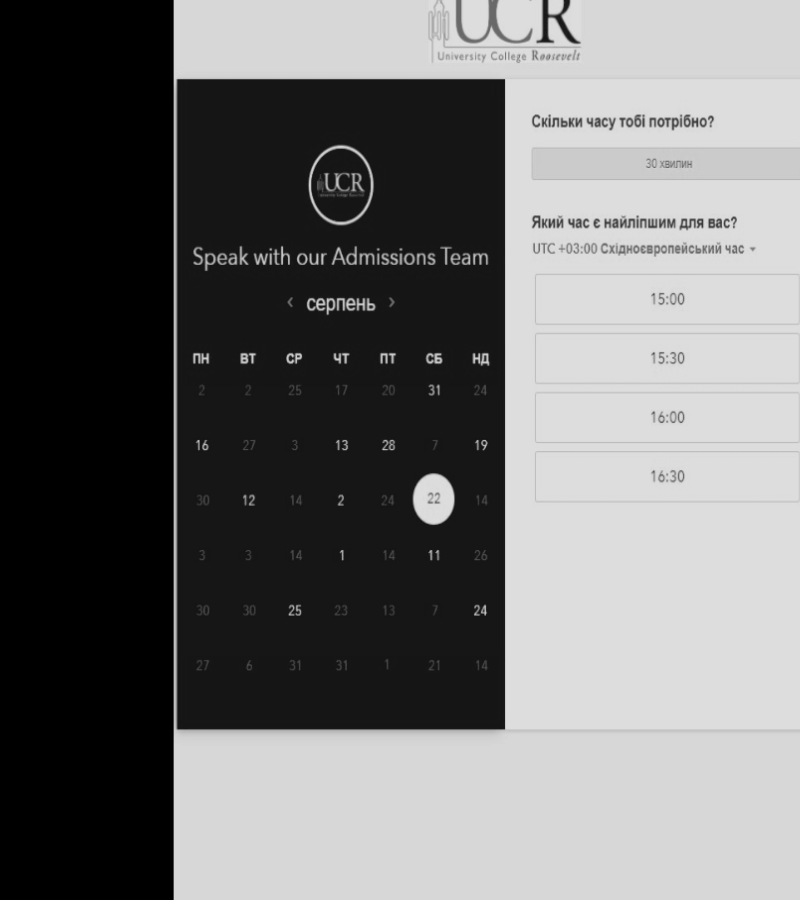 UCR
University College Roosevelt
UCR
Speak with our Admissions Team
‹ серпень ›
ПН ВТ СР ЧТ ПТ СБ НД
2 2 25 17 20 31 24
16 27 3 13 28 7 19
30 12 14 2 24 22 14
3 3 14 1 14 11 26
30 30 25 23 13 7 24
27 6 31 31 1 21 14
Скільки часу тобі потрібно?
30 хвилин
Який час є найліпшим для вас?
UTC +03:00 Східноєвропейський час
15:00
15:30
16:00
16:30